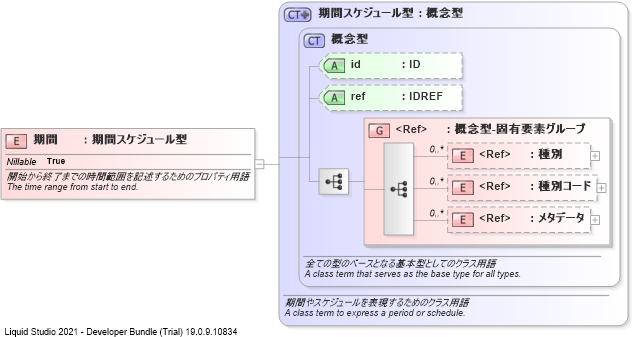 CT 期間スケジュール型 : 概念型
CT 概念型
A id : ID
A ref : IDREF
E 期間 : 期間スケジュール型
Nillable True
開始から終了までの時間範囲を記述するためのプロパティ用語
The time range from start to end.
G <Ref> : 概念型-固有要素グループ
0..* E <Ref> : 種別
0..* E <Ref> : 種別コード
0..* E <Ref> : メタデータ
全ての型のベースとなる基本型としてのクラス用語
A class term that serves as the base type for all types.
期間やスケジュールを表現するためのクラス用語
A class term to express a period or schedule.
Liquid Studio 2021 - Developer Bundle (Trial) 19.0.9.10834